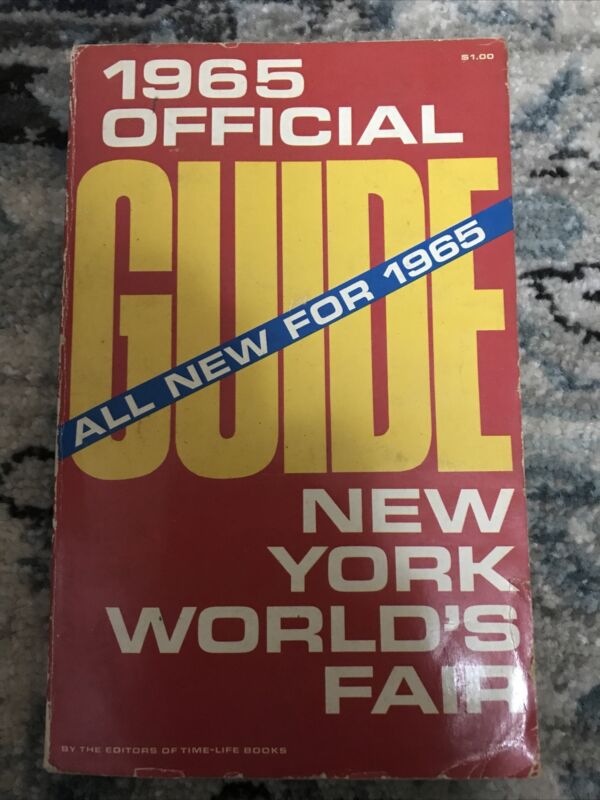 $1.00
1965
OFFICIAL
GUIDE
ALL NEW FOR 1965
NEW
YORK
WORLD'S
FAIR
BY THE EDITORS OF TIME-LIFE BOOKS